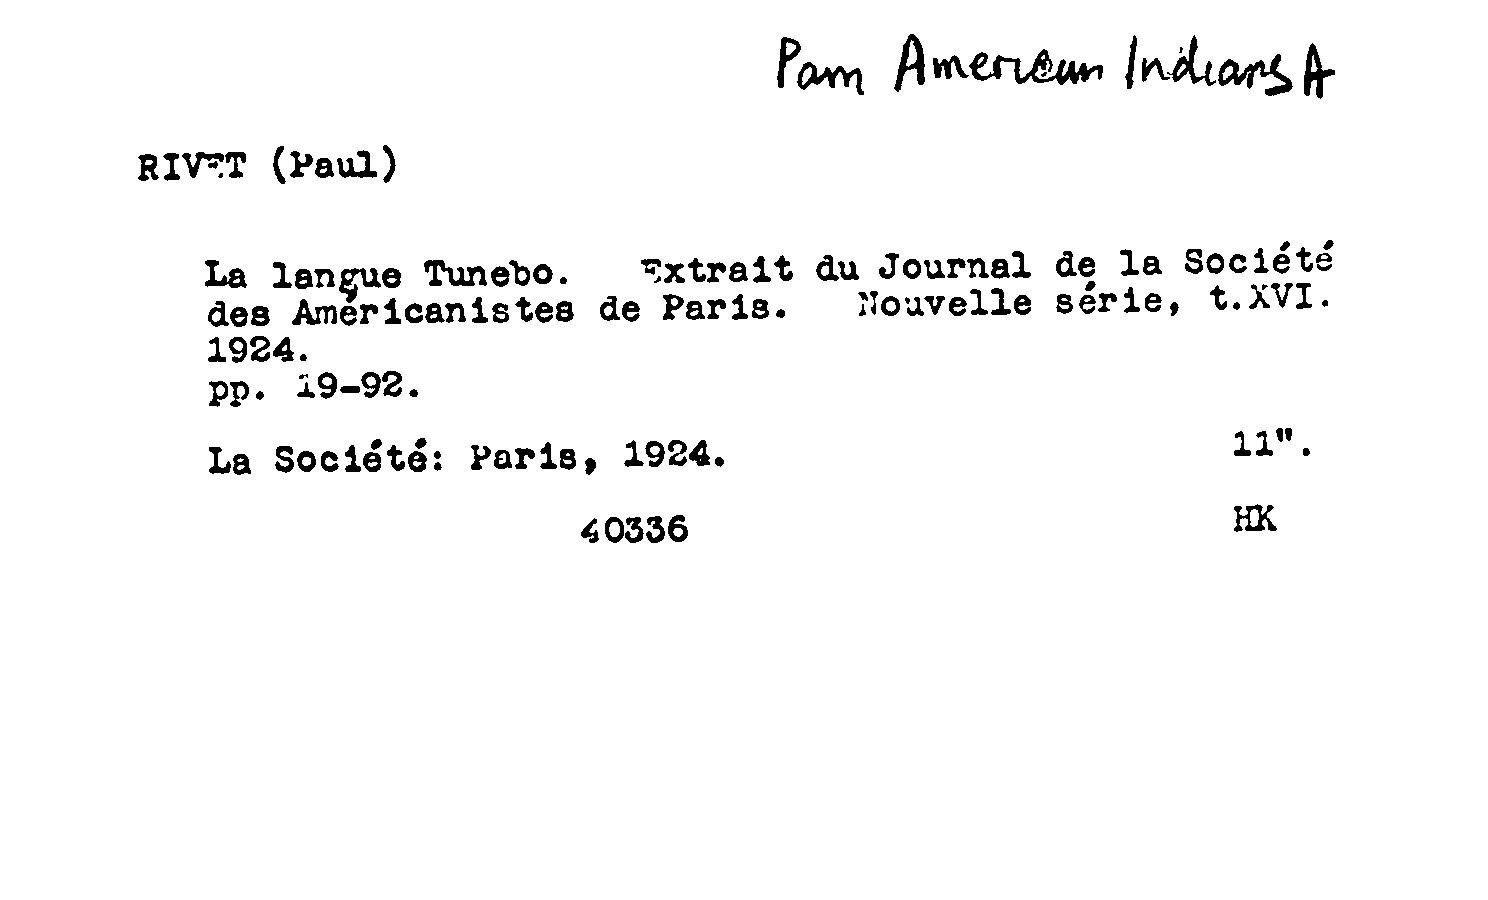 Pam American Indians A
RIVET (Paul)
La langue Tunebo. Extrait du Journal de la Société
des Américanistes de Paris. Nouvelle série, t.XVI.
1924.
pp. 19-92.
La Société: Paris, 1924. 11".
40336 HK